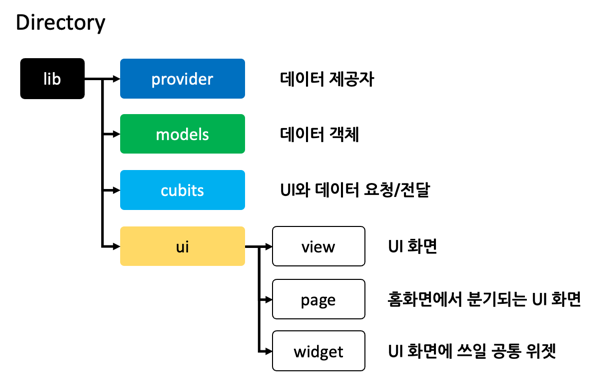 Directory
lib
provider 데이터 제공자
models 데이터 객체
cubits UI와 데이터 요청/전달
ui
view UI 화면
page 홈화면에서 분기되는 UI 화면
widget UI 화면에 쓰일 공통 위젯